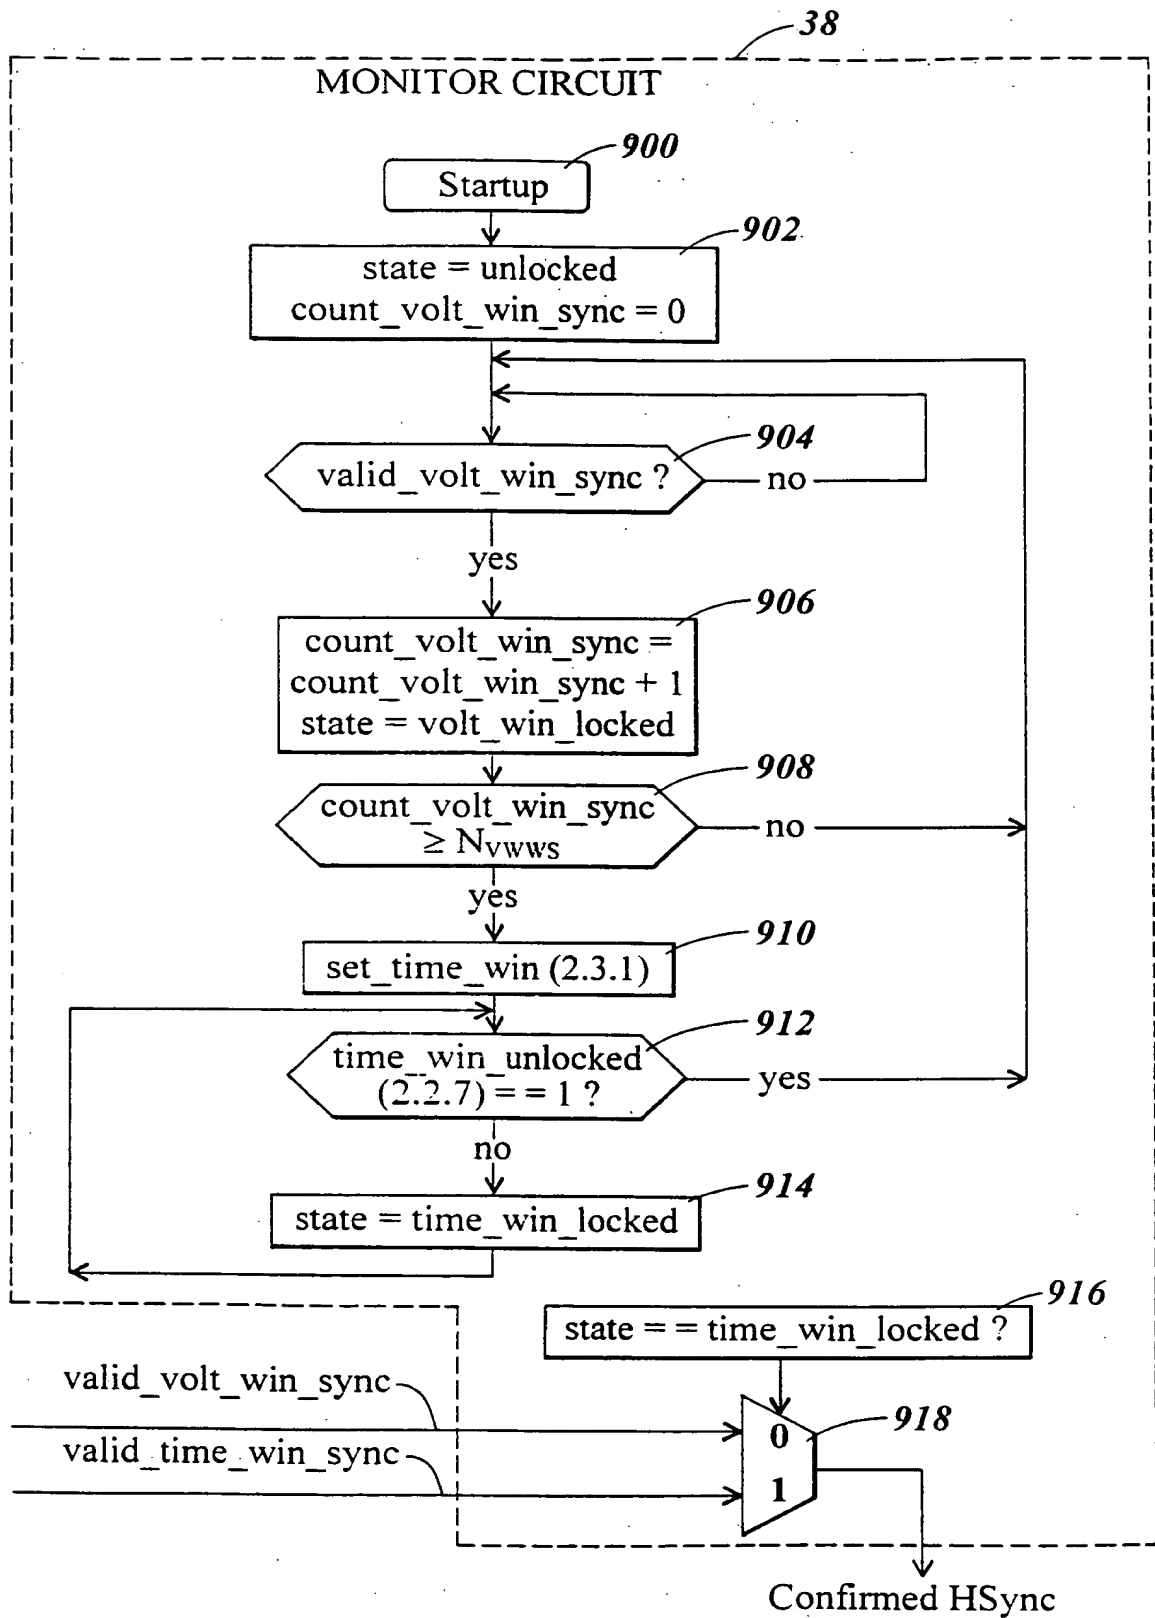 38
MONITOR CIRCUIT
900
Startup
902
state = unlocked
count_volt_win_sync = 0
904
valid_volt_win_sync ?
no
yes
906
count_volt_win_sync =
count_volt_win_sync + 1
state = volt_win_locked
908
count_volt_win_sync
≥ NVWWS
no
yes
910
set_time_win (2.3.1)
912
time_win_unlocked
(2.2.7) = = 1 ?
yes
no
914
state = time_win_locked
916
state = = time_win_locked ?
valid_volt_win_sync
918
0
valid_time_win_sync
1
Confirmed HSync